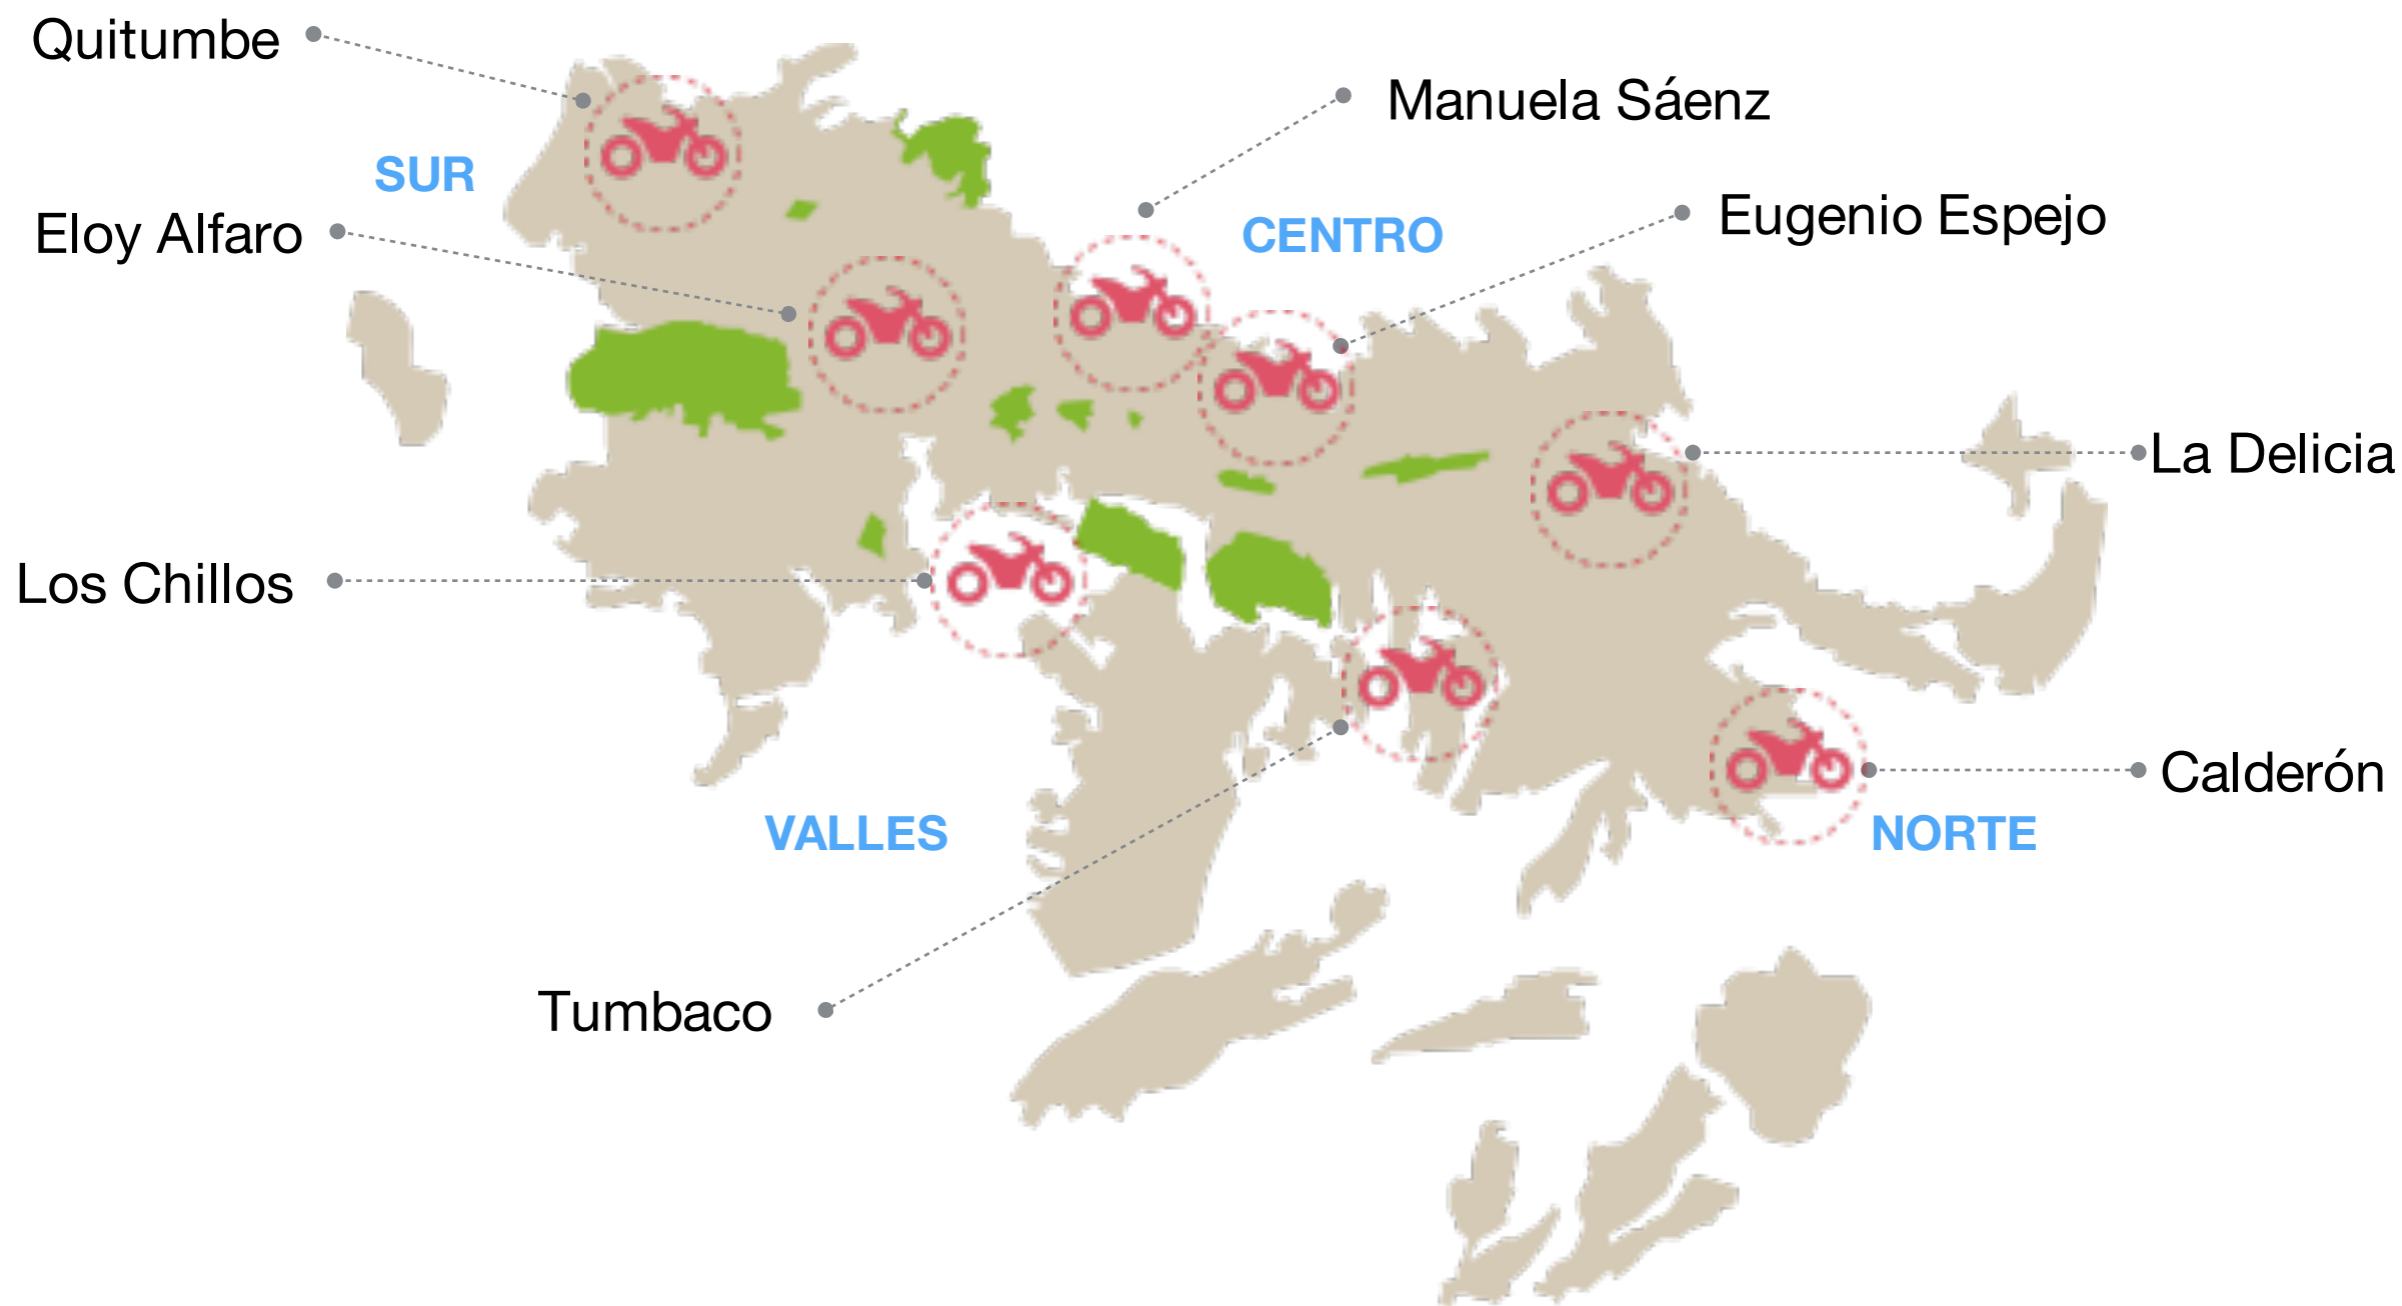 Quitumbe
Manuela Sáenz
SUR
Eugenio Espejo
Eloy Alfaro
CENTRO
La Delicia
Los Chillos
Calderón
VALLES
NORTE
Tumbaco